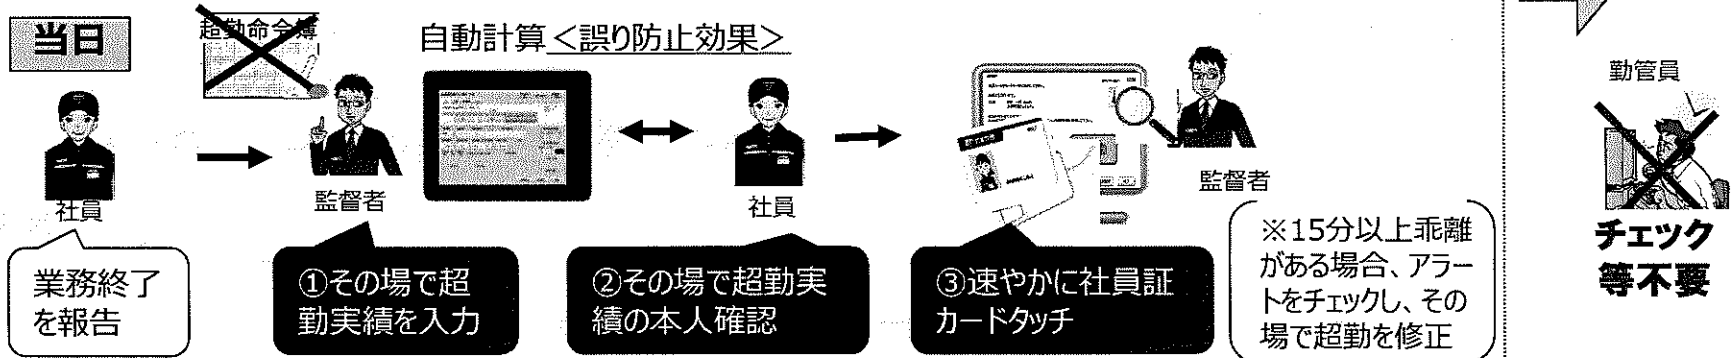 当日
超勤命令簿
自動計算<誤り防止効果>
社員
監督者
社員
監督者
業務終了
を報告
①その場で超
勤実績を入力
②その場で超勤実
績の本人確認
③速やかに社員証
カードタッチ
※15分以上乖離
がある場合、アラー
トをチェックし、その
場で超勤を修正
勤管員
チェック
等不要